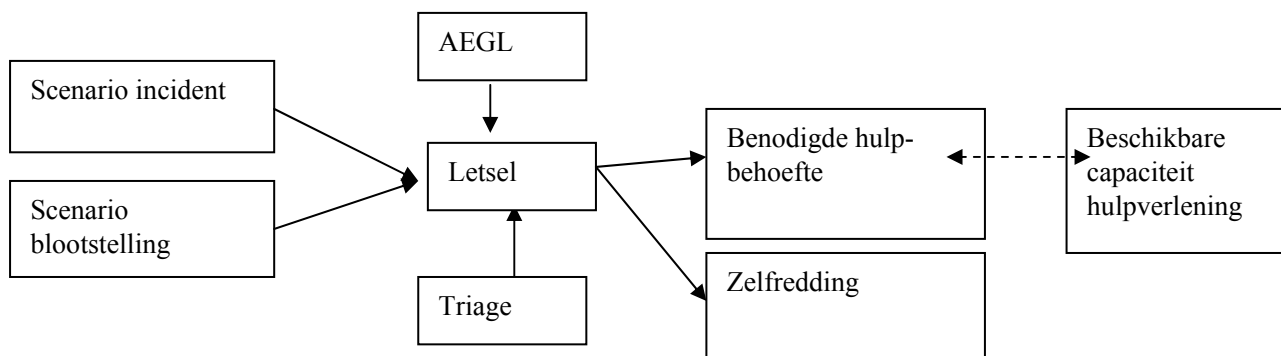 AEGL
Scenario incident
Benodigde hulp-
behoefte
Beschikbare
capaciteit
hulpverlening
Letsel
Scenario
blootstelling
Zelfredding
Triage